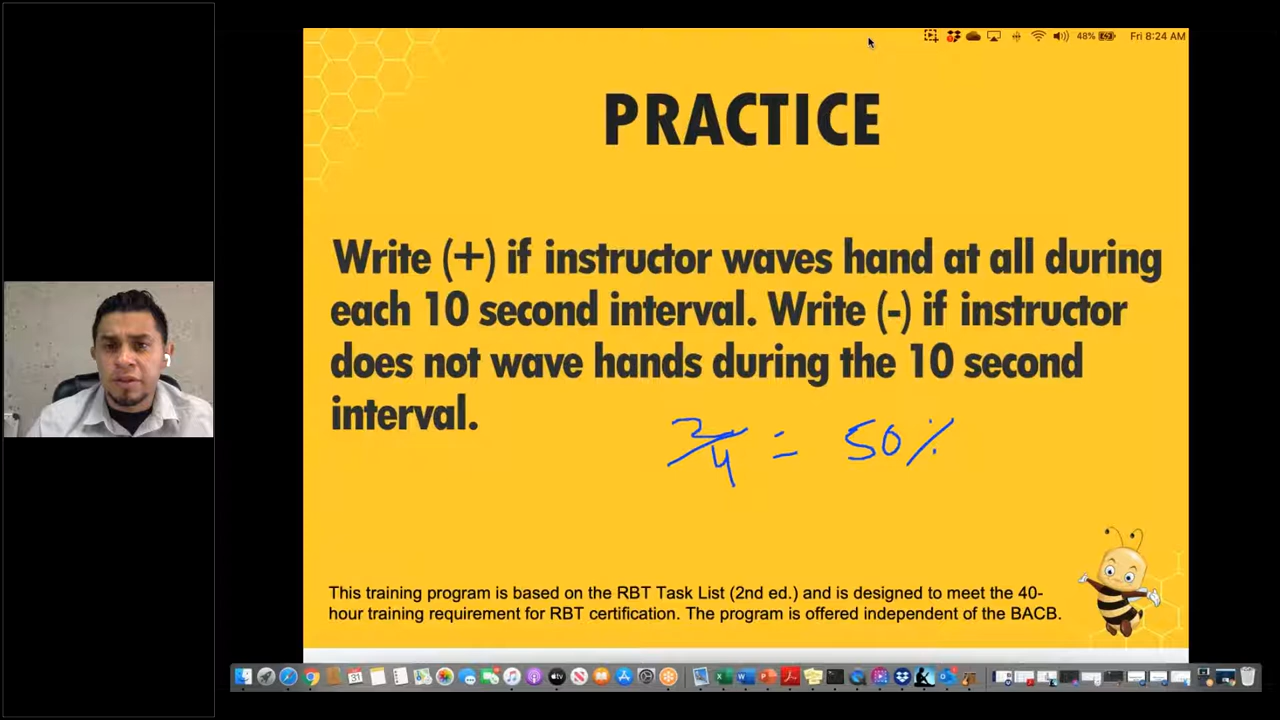 48% Fri 8:24 AM
PRACTICE
Write (+) if instructor waves hand at all during
each 10 second interval. Write (-) if instructor
does not wave hands during the 10 second
interval.
2/4 = 50%
This training program is based on the RBT Task List (2nd ed.) and is designed to meet the 40-
hour training requirement for RBT certification. The program is offered independent of the BACB.